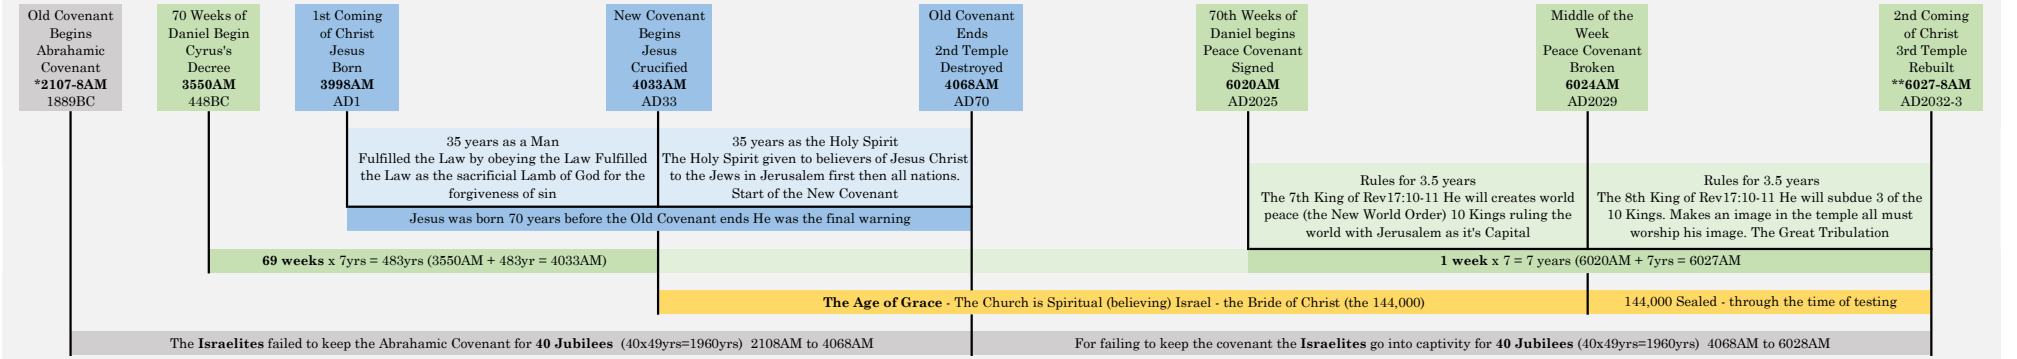 Old Covenant
Begins
Abrahamic
Covenant
*2107-8AM
1889BC
70 Weeks of
Daniel Begin
Cyrus's
Decree
3550AM
448BC
1st Coming
of Christ
Jesus
Born
3998AM
AD1
New Covenant
Begins
Jesus
Crucified
4033AM
AD33
Old Covenant
Ends
2nd Temple
Destroyed
4068AM
AD70
70th Weeks of
Daniel begins
Peace Covenant
Signed
6020AM
AD2025
Middle of the
Week
Peace Covenant
Broken
6024AM
AD2029
2nd Coming
of Christ
3rd Temple
Rebuilt
**6027-8AM
AD2032-3
35 years as a Man
Fulfilled the Law by obeying the Law Fulfilled
the Law as the sacrificial Lamb of God for the
forgiveness of sin
35 years as the Holy Spirit
The Holy Spirit given to believers of Jesus Christ
to the Jews in Jerusalem first then all nations.
Start of the New Covenant
Rules for 3.5 years
The 7th King of Rev17:10-11 He will creates world
peace (the New World Order) 10 Kings ruling the
world with Jerusalem as it's Capital
Rules for 3.5 years
The 8th King of Rev17:10-11 He will subdue 3 of the
10 Kings. Makes an image in the temple all must
worship his image. The Great Tribulation
Jesus was born 70 years before the Old Covenant ends He was the final warning
69 weeks x 7yrs = 483yrs (3550AM + 483yr = 4033AM)
1 week x 7 = 7 years (6020AM + 7yrs = 6027AM
The Age of Grace - The Church is Spiritual (believing) Israel - the Bride of Christ (the 144,000)
144,000 Sealed - through the time of testing
The Israelites failed to keep the Abrahamic Covenant for 40 Jubilees (40x49yrs=1960yrs) 2108AM to 4068AM
For failing to keep the covenant the Israelites go into captivity for 40 Jubilees (40x49yrs=1960yrs) 4068AM to 6028AM